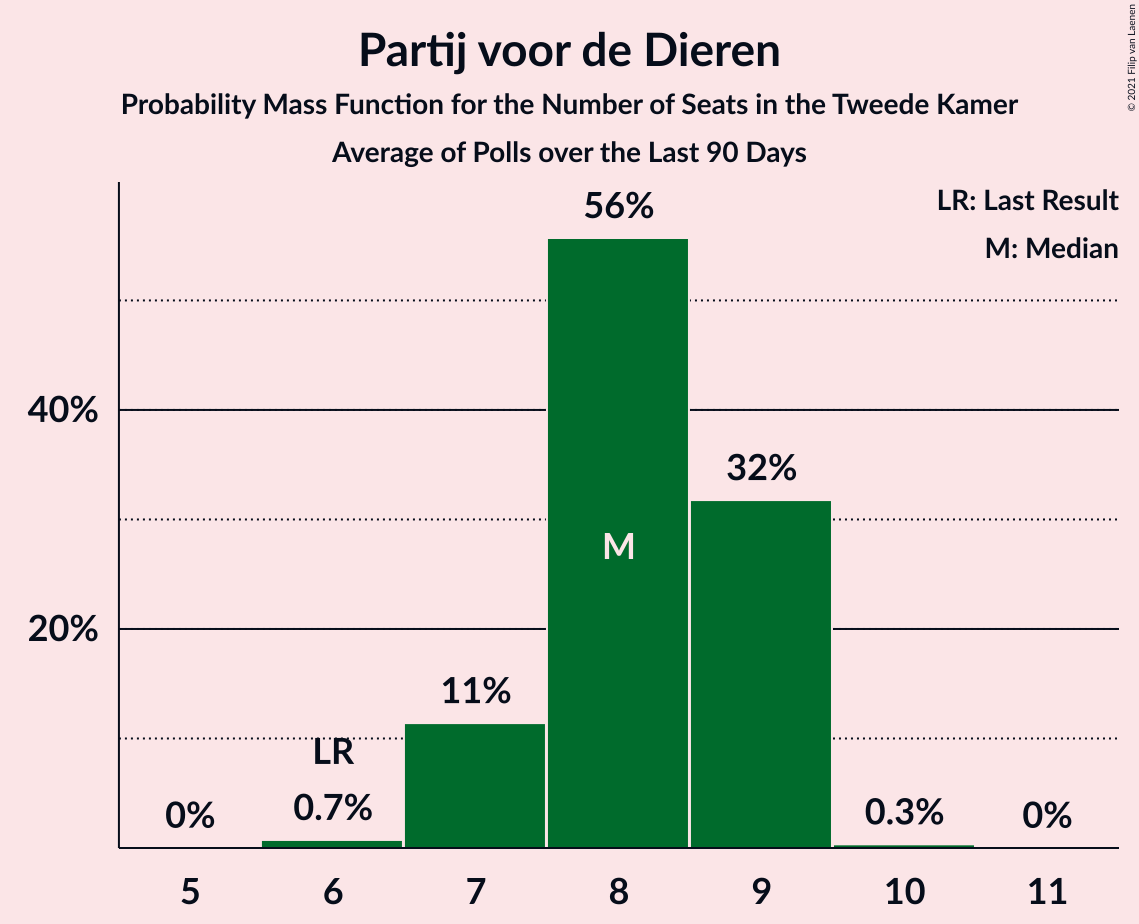 Partij voor de Dieren
Probability Mass Function for the Number of Seats in the Tweede Kamer
Average of Polls over the Last 90 Days
© 2021 Filip van Laenen
LR: Last Result
M: Median
56%
40%
32%
M
20%
11%
LR
0% 0.7% 0.3% 0%
5 6 7 8 9 10 11